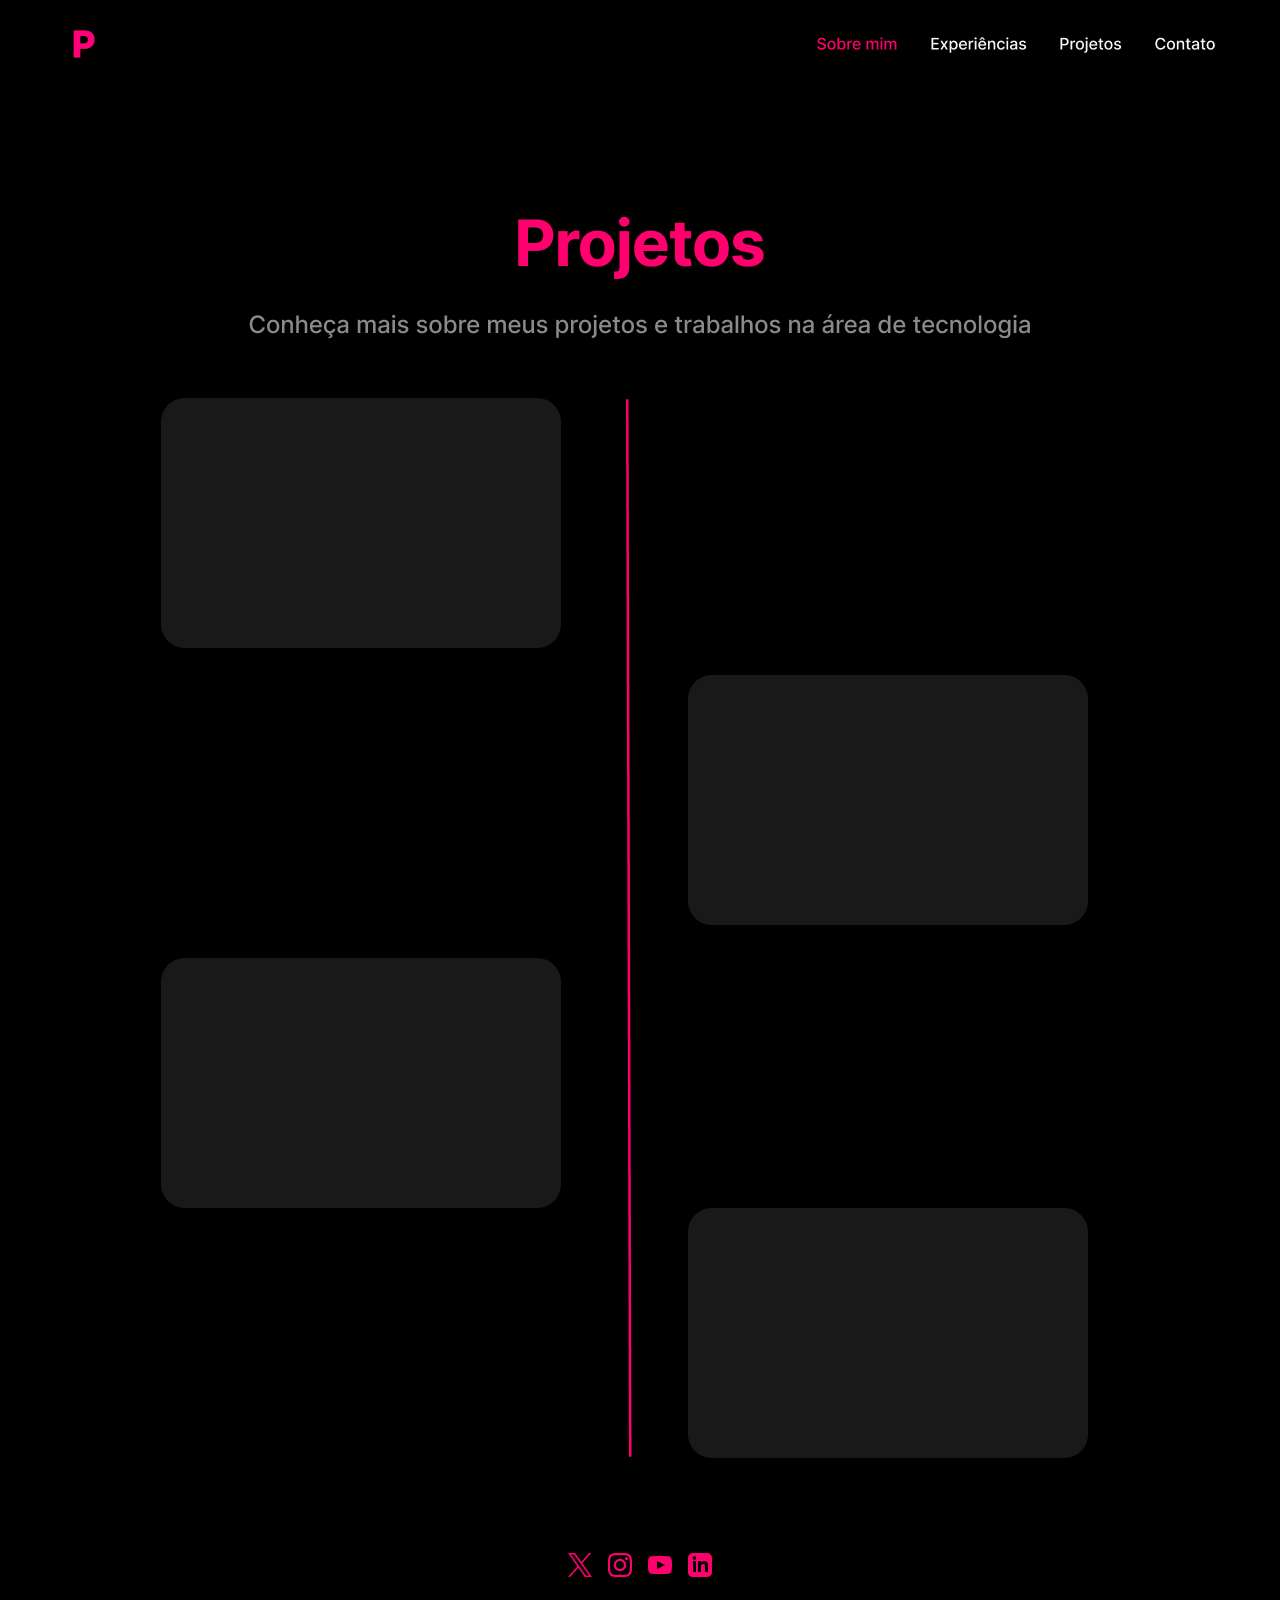 P
Sobre mim Experiências Projetos Contato
Projetos
Conheça mais sobre meus projetos e trabalhos na área de tecnologia